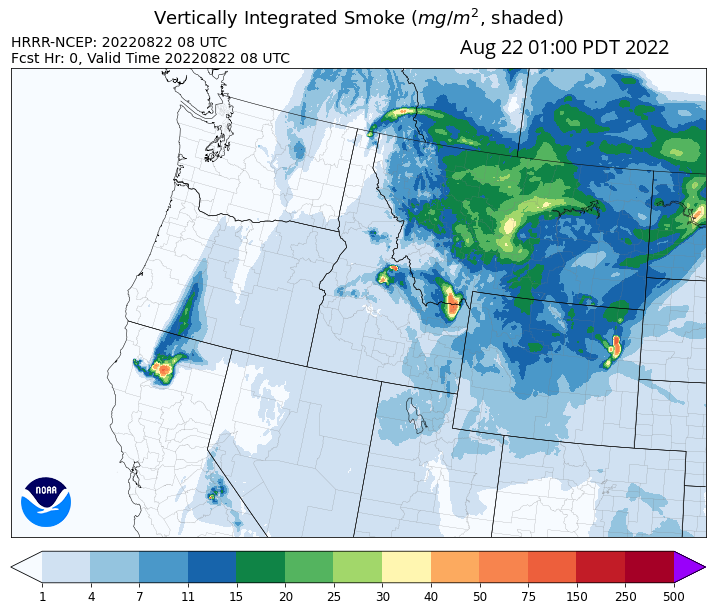 Vertically Integrated Smoke (mg/m², shaded)
HRRR-NCEP: 20220822 08 UTC
Fcst Hr: 0, Valid Time 20220822 08 UTC
Aug 22 01:00 PDT 2022
NOAA
1 4 7 11 15 20 25 30 40 50 75 150 250 500